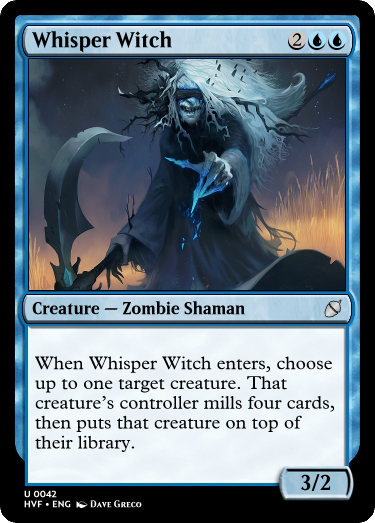 Whisper Witch 2
Creature — Zombie Shaman
When Whisper Witch enters, choose
up to one target creature. That
creature's controller mills four cards,
then puts that creature on top of
their library.
3/2
U 0042
HVF • ENG Dave Greco